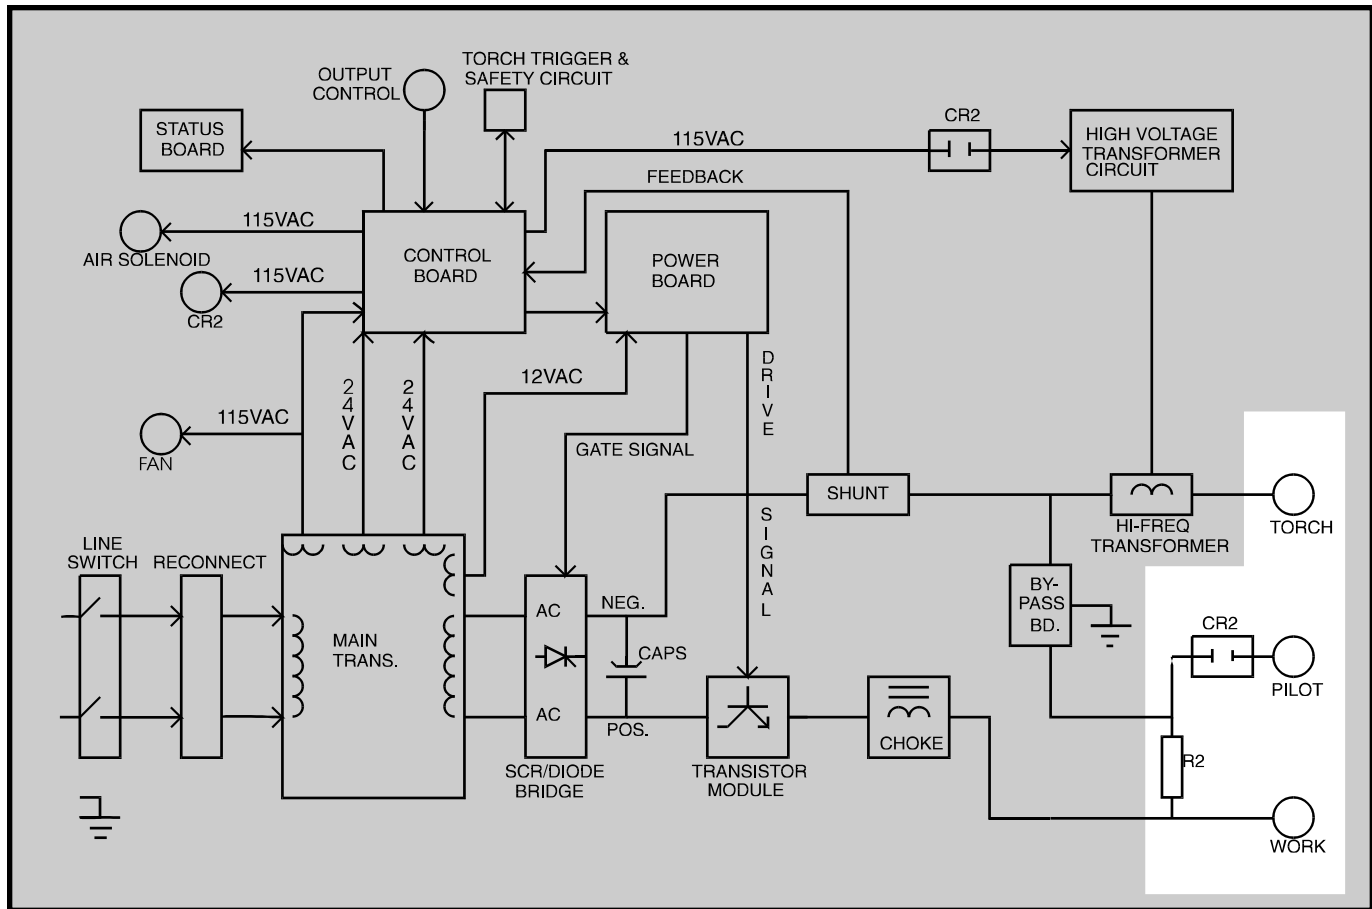 OUTPUT
CONTROL
TORCH TRIGGER &
SAFETY CIRCUIT
STATUS
BOARD
115VAC
CR2
HIGH VOLTAGE
TRANSFORMER
CIRCUIT
FEEDBACK
115VAC
AIR SOLENOID
CONTROL
BOARD
POWER
BOARD
115VAC
CR2
24VAC
24VAC
12VAC
DRIVE SIGNAL
115VAC
FAN
GATE SIGNAL
SHUNT
HI-FREQ
TRANSFORMER
TORCH
LINE
SWITCH
RECONNECT
MAIN
TRANS.
AC
AC
NEG.
CAPS
POS.
SCR/DIODE
BRIDGE
TRANSISTOR
MODULE
CHOKE
BY-
PASS
BD.
CR2
PILOT
R2
WORK